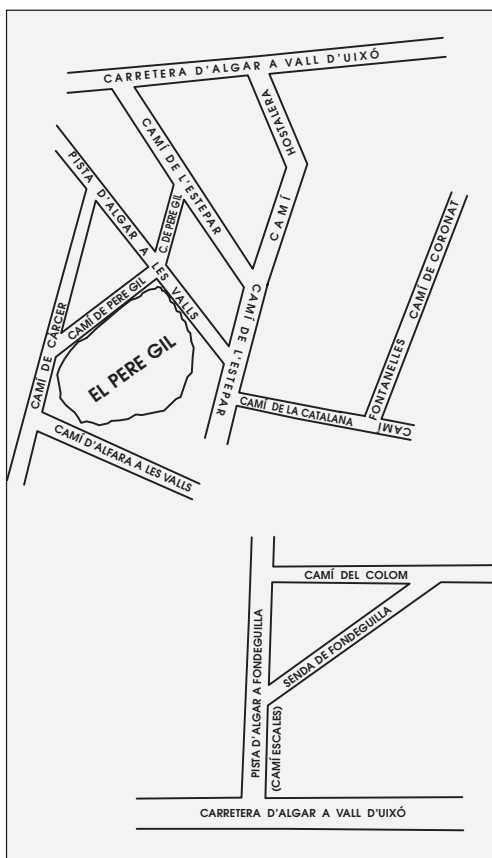 CARRETERA D'ALGAR A VALL D'UIXÓ
CAMÍ DE L'ESTEPAR
HOSTALERA
CAMÍ
PISTA D'ALGAR A LES VALLS
C. DE PERE GIL
CAMÍ DE PERE GIL
CAMÍ DE CÀRCER
EL PERE GIL
CAMÍ DE L'ESTEPAR
FONTANELLES CAMÍ DE CORONAT
CAMÍ DE LA CATALANA
CAMÍ
CAMÍ D'ALFARA A LES VALLS
CAMÍ DEL COLOM
SENDA DE FONDEGUILLA
PISTA D'ALGAR A FONDEGUILLA
(CAMÍ ESCALES)
CARRETERA D'ALGAR A VALL D'UIXÓ